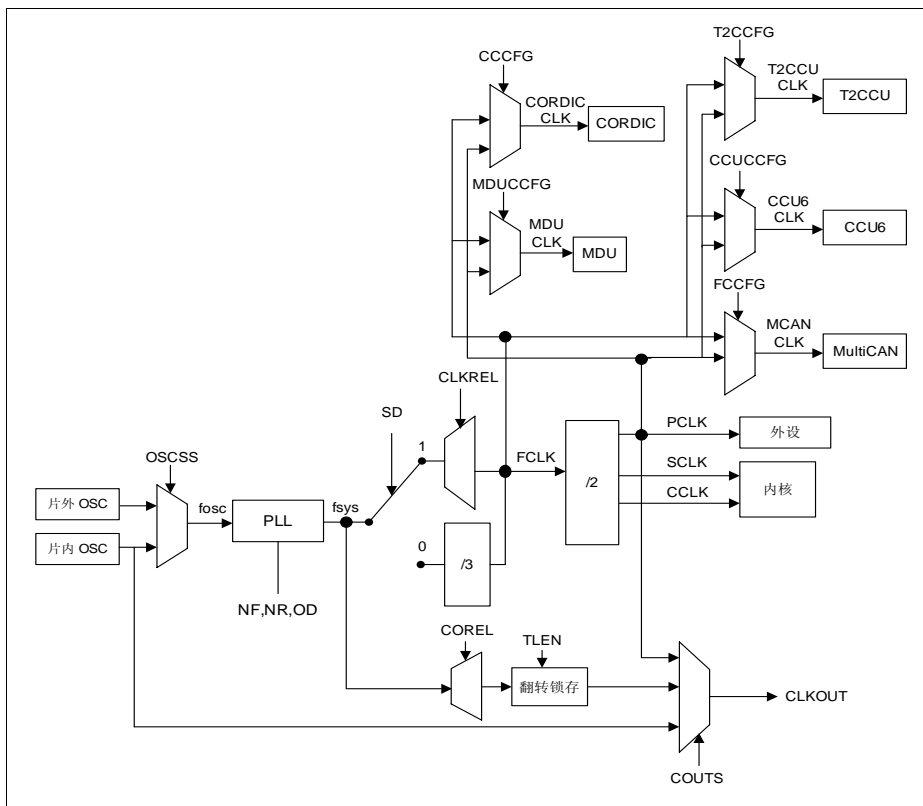 T2CCFG
CCCFG
T2CCU
CLK
T2CCU
CORDIC
CLK
CORDIC
CCUCCFG
MDUCCFG
CCU6
CLK
CCU6
MDU
CLK
MDU
FCCFG
MCAN
CLK
MultiCAN
CLKREL
SD
1
PCLK
外设
OSCSS
FCLK
SCLK
内核
/2
CCLK
片外 OSC
fosc
PLL
fsys
片内 OSC
0
/3
NF,NR,OD
COREL
TLEN
翻转锁存
CLKOUT
COUTS